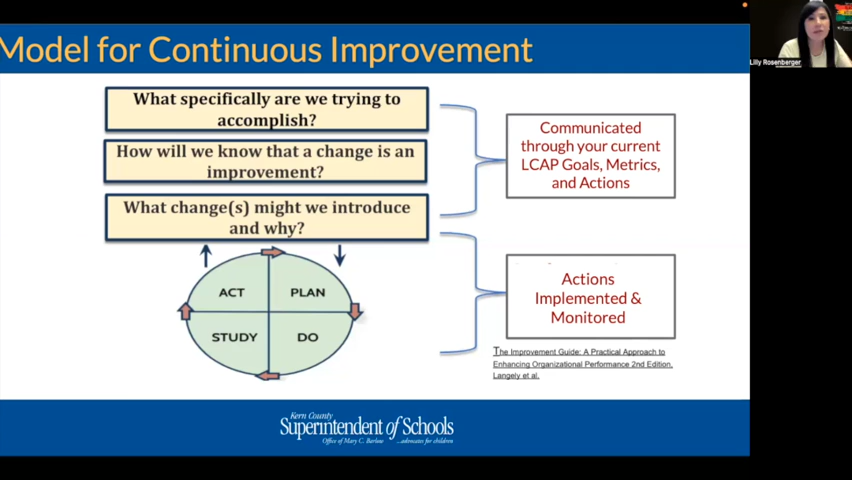 Model for Continuous Improvement
Lilly Rosenberger
What specifically are we trying to
accomplish?
How will we know that a change is an
improvement?
What change(s) might we introduce
and why?
Communicated
through your current
LCAP Goals, Metrics,
and Actions
ACT
PLAN
STUDY
DO
Actions
Implemented &
Monitored
The Improvement Guide: A Practical Approach to
Enhancing Organizational Performance 2nd Edition,
Langely et al.
Kern County
Superintendent of Schools
Office of Mary C. Barlow ...advocates for children